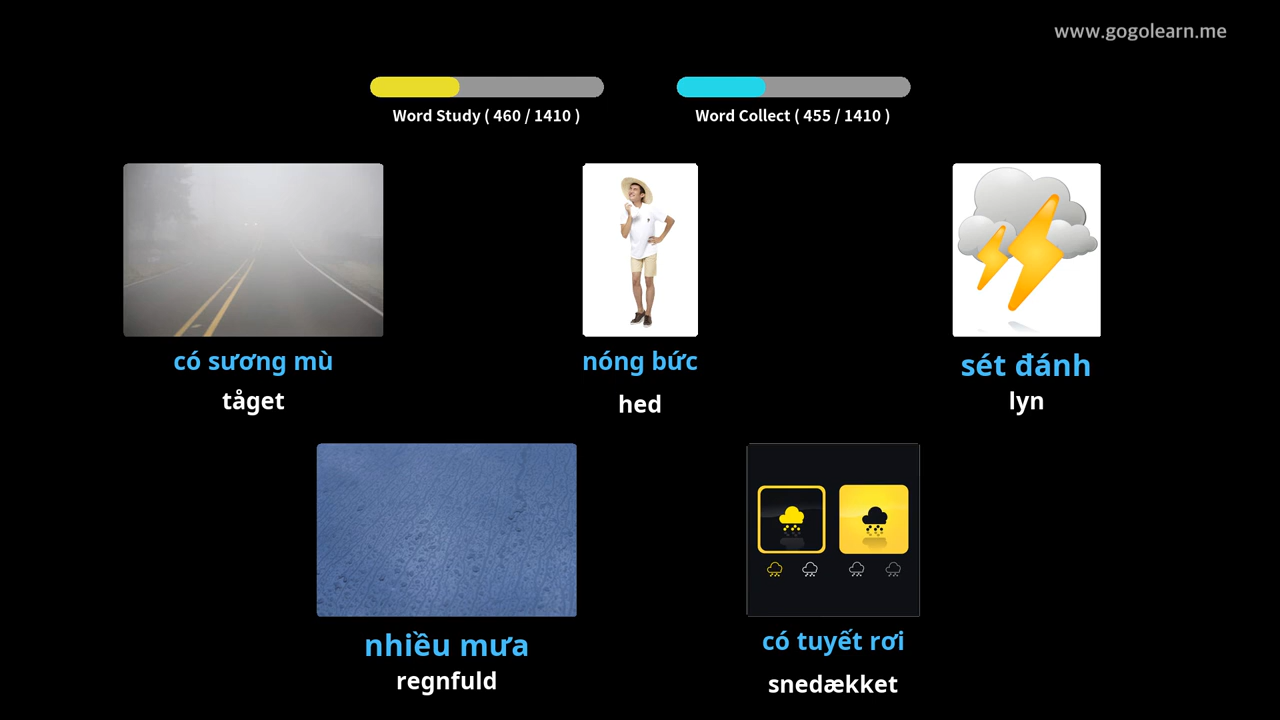 www.gogolearn.me
Word Study ( 460 / 1410 )
Word Collect ( 455 / 1410 )
có sương mù
tåget
nóng bức
hed
sét đánh
lyn
nhiều mưa
regnfuld
có tuyết rơi
snedækket